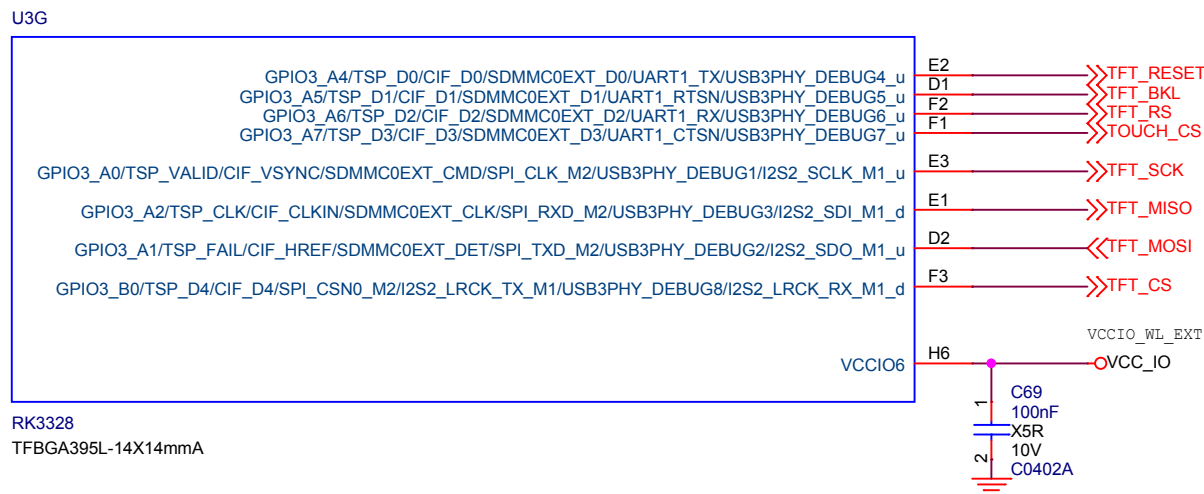 U3G
GPIO3_A4/TSP_D0/CIF_D0/SDMMC0EXT_D0/UART1_TX/USB3PHY_DEBUG4_u E2 TFT_RESET
GPIO3_A5/TSP_D1/CIF_D1/SDMMC0EXT_D1/UART1_RTSN/USB3PHY_DEBUG5_u D1 TFT_BKL
GPIO3_A6/TSP_D2/CIF_D2/SDMMC0EXT_D2/UART1_RX/USB3PHY_DEBUG6_u F2 TFT_RS
GPIO3_A7/TSP_D3/CIF_D3/SDMMC0EXT_D3/UART1_CTSN/USB3PHY_DEBUG7_u F1 TOUCH_CS
GPIO3_A0/TSP_VALID/CIF_VSYNC/SDMMC0EXT_CMD/SPI_CLK_M2/USB3PHY_DEBUG1/I2S2_SCLK_M1_u E3 TFT_SCK
GPIO3_A2/TSP_CLK/CIF_CLKIN/SDMMC0EXT_CLK/SPI_RXD_M2/USB3PHY_DEBUG3/I2S2_SDI_M1_d E1 TFT_MISO
GPIO3_A1/TSP_FAIL/CIF_HREF/SDMMC0EXT_DET/SPI_TXD_M2/USB3PHY_DEBUG2/I2S2_SDO_M1_u D2 TFT_MOSI
GPIO3_B0/TSP_D4/CIF_D4/SPI_CSN0_M2/I2S2_LRCK_TX_M1/USB3PHY_DEBUG8/I2S2_LRCK_RX_M1_d F3 TFT_CS
VCCIO_WL_EXT
VCCIO6 H6 VCC_IO
RK3328
TFBGA395L-14X14mmA
1
C69
100nF
X5R
10V
2
C0402A